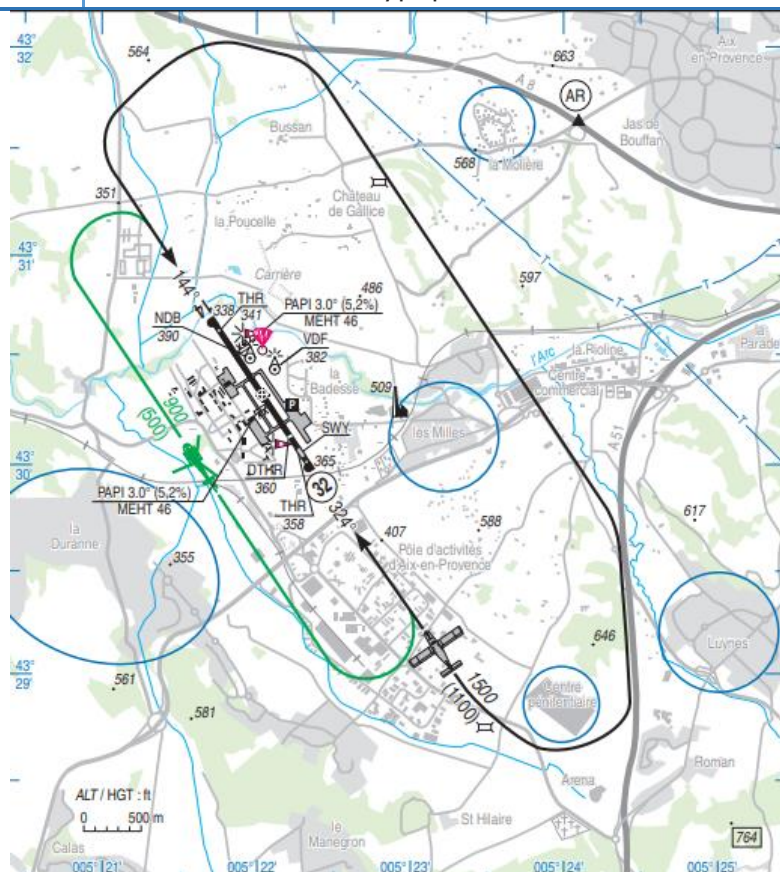 43°
32'
564
663
Aix
en-Provence
A 8
AR
Jas de
Bouffan
Bussan
568
la Molière
351
Château
de Gallice
la Poucelle
43°
31'
Carrière
144°
486
597
THR
341
338
PAPI 3.0° (5,2%)
MEHT 46
NDB
390
VDF
382
l'Arc
la Rioline
la
Parade
la
Badesse
509
Centre
commercial
P
les Milles
A 51
900
(500)
SWY
43°
30'
365
DTHR
360
32
PAPI 3.0° (5,2%)
MEHT 46
THR
358
324°
617
la
Duranne
407
588
355
Pôle d'activités
d'Aix-en-Provence
646
Luynes
43°
29'
561
1500
(1100)
Centre
pénitentiaire
581
Roman
ALT / HGT : ft
0 500 m
Arena
St Hilaire
764
le
Manegron
Calas
005° 21' 005° 22' 005° 23' 005° 24' 005° 25'